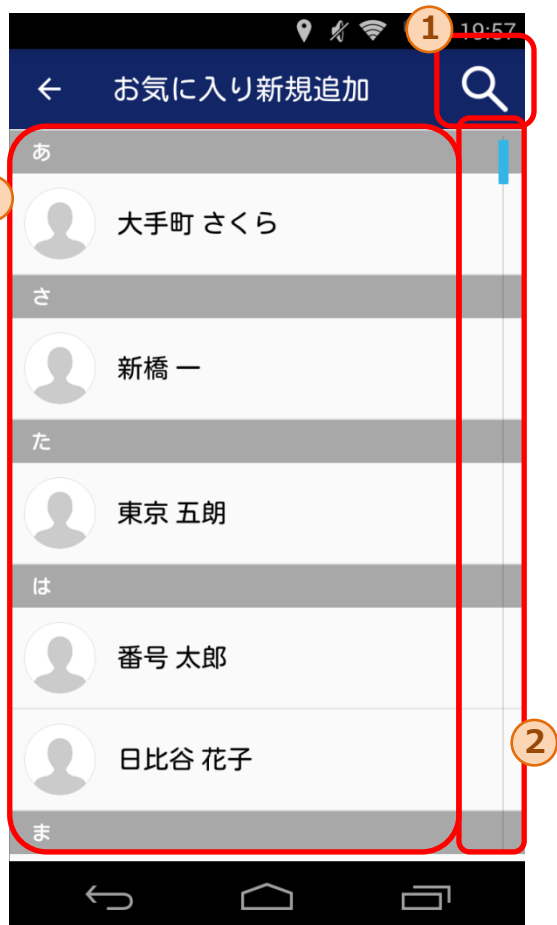 1 19:57
お気に入り新規追加
あ
大手町 さくら
さ
新橋 一
た
東京 五朗
は
番号 太郎
日比谷 花子
2
ま